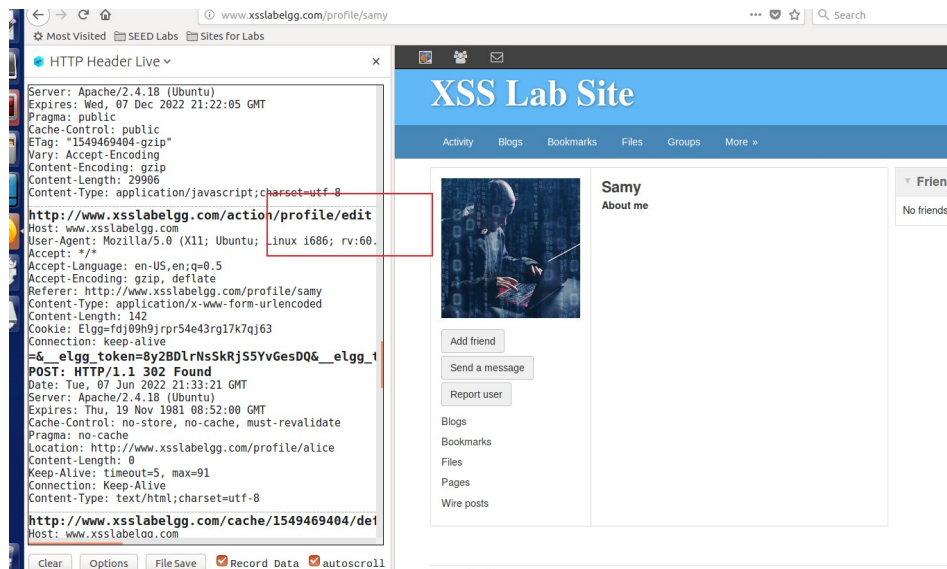 www.xsslabelgg.com/profile/samy
Search
Most Visited SEED Labs Sites for Labs
HTTP Header Live
Server: Apache/2.4.18 (Ubuntu)
Expires: Wed, 07 Dec 2022 21:22:05 GMT
Pragma: public
Cache-Control: public
ETag: "1549469404-gzip"
Vary: Accept-Encoding
Content-Encoding: gzip
Content-Length: 29906
Content-Type: application/javascript;charset=utf-8
http://www.xsslabelgg.com/action/profile/edit
Host: www.xsslabelgg.com
User-Agent: Mozilla/5.0 (X11; Ubuntu; Linux i686; rv:60.
Accept: */*
Accept-Language: en-US,en;q=0.5
Accept-Encoding: gzip, deflate
Referer: http://www.xsslabelgg.com/profile/samy
Content-Type: application/x-www-form-urlencoded
Content-Length: 142
Cookie: Elgg=fdj09h9jrpr54e43rg17k7qj63
Connection: keep-alive
=&__elgg_token=8y2BDlrNsSkRjS5YvGesDQ&__elgg_t
POST: HTTP/1.1 302 Found
Date: Tue, 07 Jun 2022 21:33:21 GMT
Server: Apache/2.4.18 (Ubuntu)
Expires: Thu, 19 Nov 1981 08:52:00 GMT
Cache-Control: no-store, no-cache, must-revalidate
Pragma: no-cache
Location: http://www.xsslabelgg.com/profile/alice
Content-Length: 0
Keep-Alive: timeout=5, max=91
Connection: Keep-Alive
Content-Type: text/html;charset=utf-8
http://www.xsslabelgg.com/cache/1549469404/def
Host: www.xsslabelgg.com
Clear Options File Save Record Data autoscroll
XSS Lab Site
Activity Blogs Bookmarks Files Groups More »
Samy
About me
Add friend
Send a message
Report user
Blogs
Bookmarks
Files
Pages
Wire posts
Frien
No friends